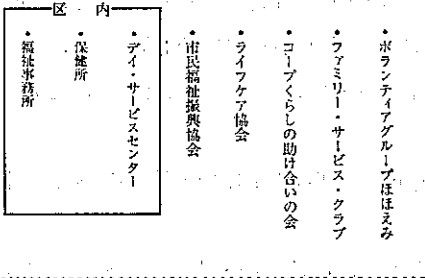 ・ボランティアグループほほえみ
・ファミリー・サービス・クラブ
・コープくらしの助け合いの会
・ライフケア協会
・市民福祉振興協会
区内
・デイ・サービスセンター
・保健所
・福祉事務所